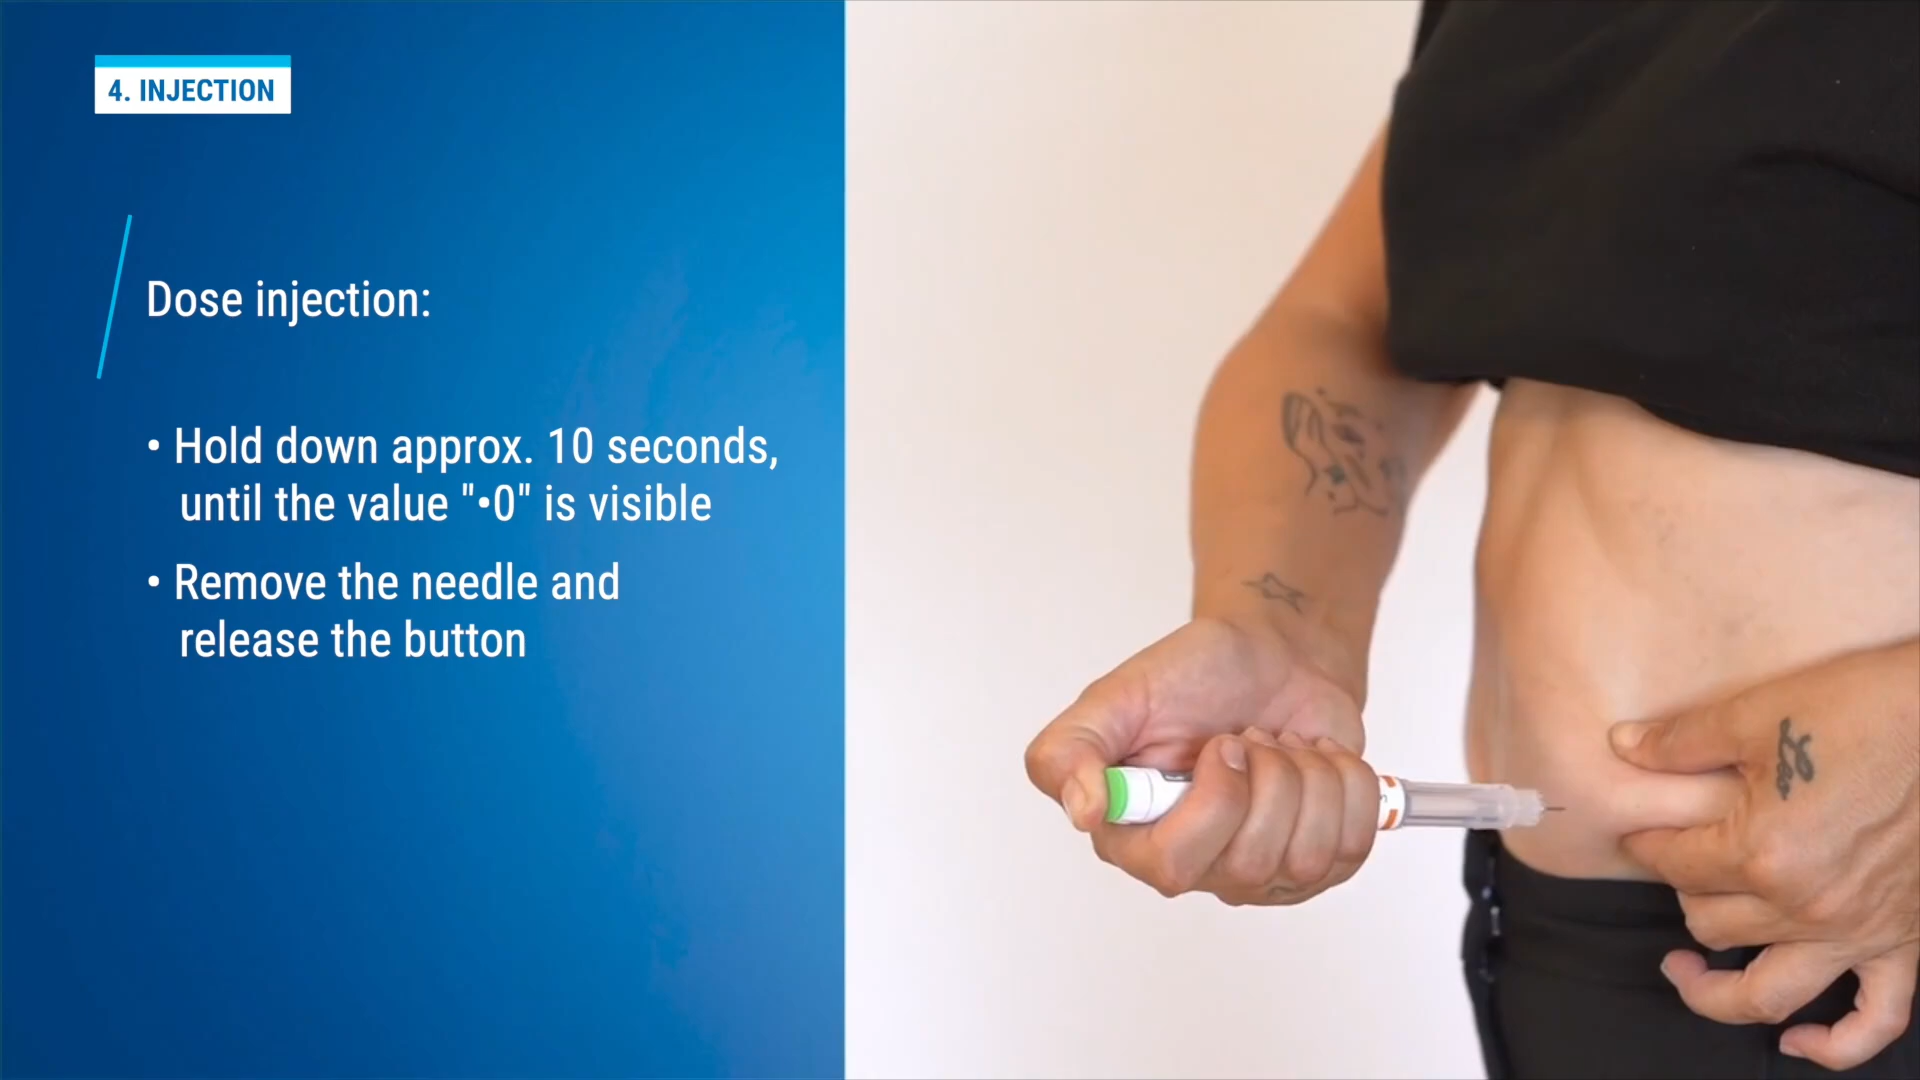 4. INJECTION
Dose injection:
• Hold down approx. 10 seconds,
until the value "•0" is visible
• Remove the needle and
release the button